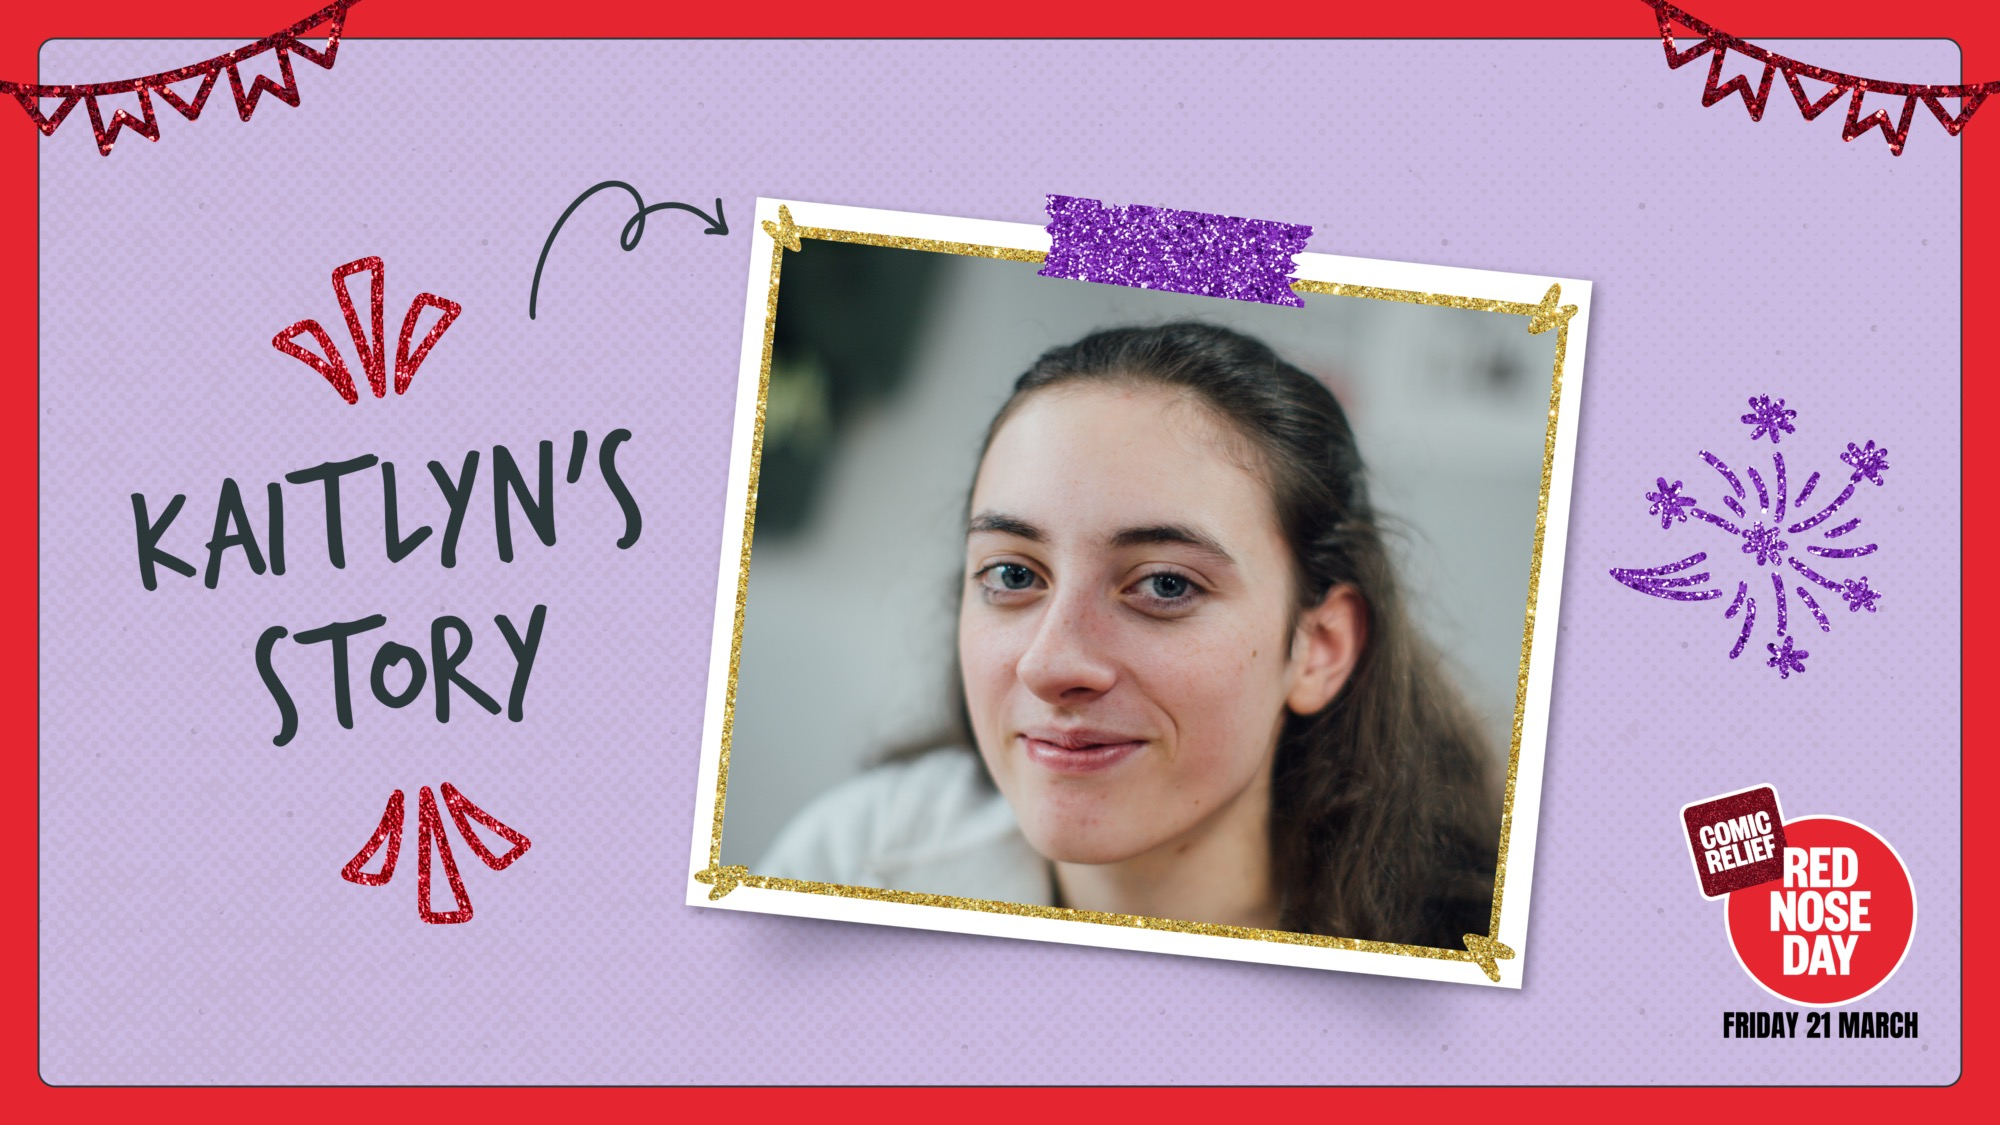 KAITLYN'S
STORY
COMIC
RELIEF
RED
NOSE
DAY
FRIDAY 21 MARCH